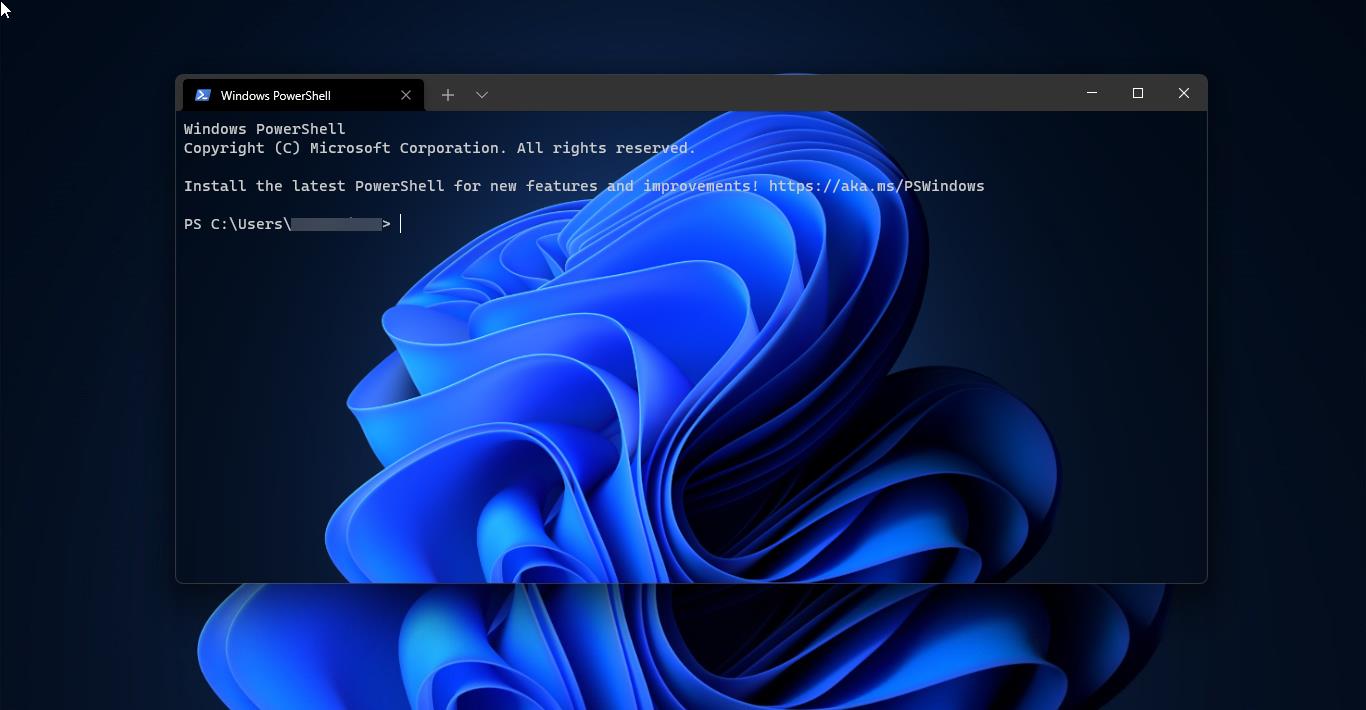 Windows PowerShell
Windows PowerShell
Copyright (C) Microsoft Corporation. All rights reserved.
Install the latest PowerShell for new features and improvements! https://aka.ms/PSWindows
PS C:\Users\ >